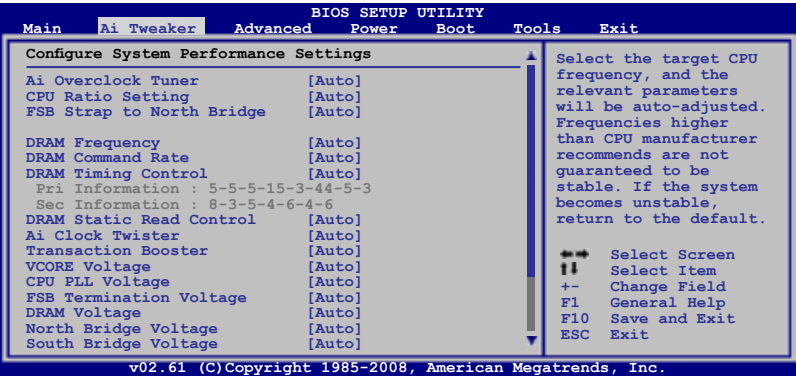 BIOS SETUP UTILITY
Main Ai Tweaker Advanced Power Boot Tools Exit
Configure System Performance Settings
Ai Overclock Tuner [Auto]
CPU Ratio Setting [Auto]
FSB Strap to North Bridge [Auto]
DRAM Frequency [Auto]
DRAM Command Rate [Auto]
DRAM Timing Control [Auto]
Pri Information : 5-5-5-15-3-44-5-3
Sec Information : 8-3-5-4-6-4-6
DRAM Static Read Control [Auto]
Ai Clock Twister [Auto]
Transaction Booster [Auto]
VCORE Voltage [Auto]
CPU PLL Voltage [Auto]
FSB Termination Voltage [Auto]
DRAM Voltage [Auto]
North Bridge Voltage [Auto]
South Bridge Voltage [Auto]
Select the target CPU
frequency, and the
relevant parameters
will be auto-adjusted.
Frequencies higher
than CPU manufacturer
recommends are not
guaranteed to be
stable. If the system
becomes unstable,
return to the default.
←→ Select Screen
↑↓ Select Item
+- Change Field
F1 General Help
F10 Save and Exit
ESC Exit
v02.61 (C)Copyright 1985-2008, American Megatrends, Inc.